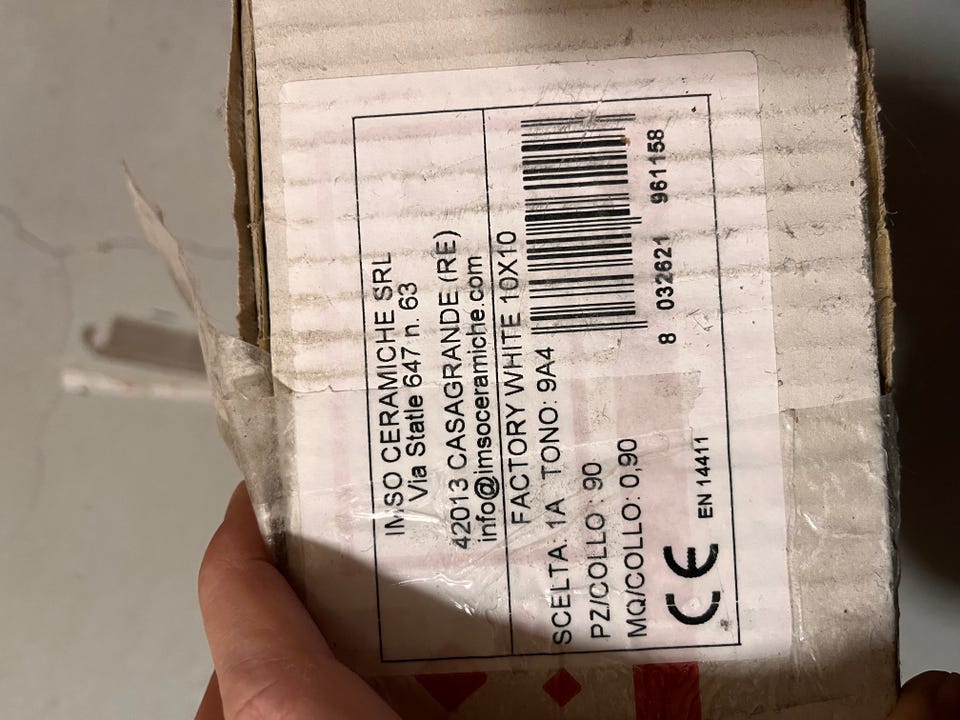 IMSO CERAMICHE SRL
Via Statle 647 n. 63
42013 CASAGRANDE (RE)
info@imsoceramiche.com
FACTORY WHITE 10X10
SCELTA: 1A TONO: 9A4
PZ/COLLO : 90
MQ/COLLO: 0,90
8 032621 961158
CE EN 14411